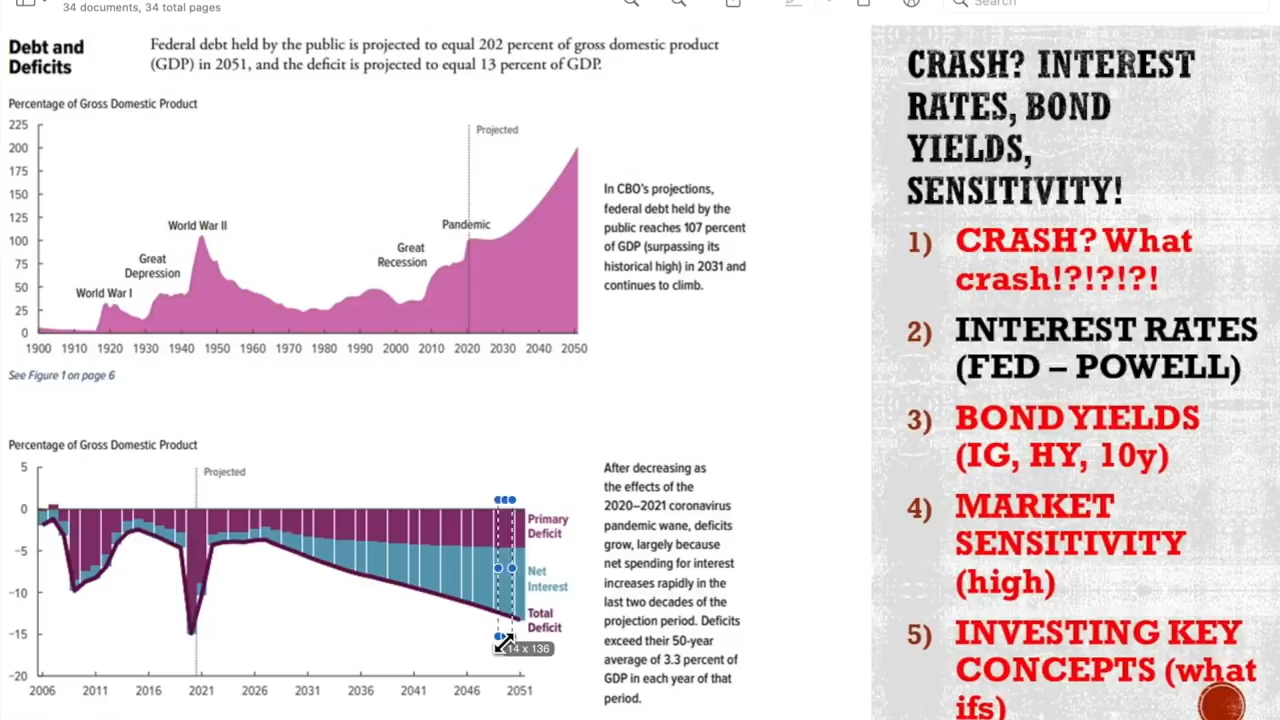 34 documents, 34 total pages
Search
Debt and
Deficits
Federal debt held by the public is projected to equal 202 percent of gross domestic product
(GDP) in 2051, and the deficit is projected to equal 13 percent of GDP.
Percentage of Gross Domestic Product
225
200
175
150
125
100
75
50
25
0
Projected
World War I
Great
Depression
World War II
Great
Recession
Pandemic
1900 1910 1920 1930 1940 1950 1960 1970 1980 1990 2000 2010 2020 2030 2040 2050
In CBO's projections,
federal debt held by the
public reaches 107 percent
of GDP (surpassing its
historical high) in 2031 and
continues to climb.
See Figure 1 on page 6
Percentage of Gross Domestic Product
5
0
−5
−10
−15
−20
Projected
Primary
Deficit
Net
Interest
Total
Deficit
14 x 136
2006 2011 2016 2021 2026 2031 2036 2041 2046 2051
After decreasing as
the effects of the
2020–2021 coronavirus
pandemic wane, deficits
grow, largely because
net spending for interest
increases rapidly in the
last two decades of the
projection period. Deficits
exceed their 50-year
average of 3.3 percent of
GDP in each year of that
period.
CRASH? INTEREST
RATES, BOND
YIELDS,
SENSITIVITY!
1) CRASH? What
crash!?!?!?!
2) INTEREST RATES
(FED – POWELL)
3) BOND YIELDS
(IG, HY, 10y)
4) MARKET
SENSITIVITY
(high)
5) INVESTING KEY
CONCEPTS (what
ifs)